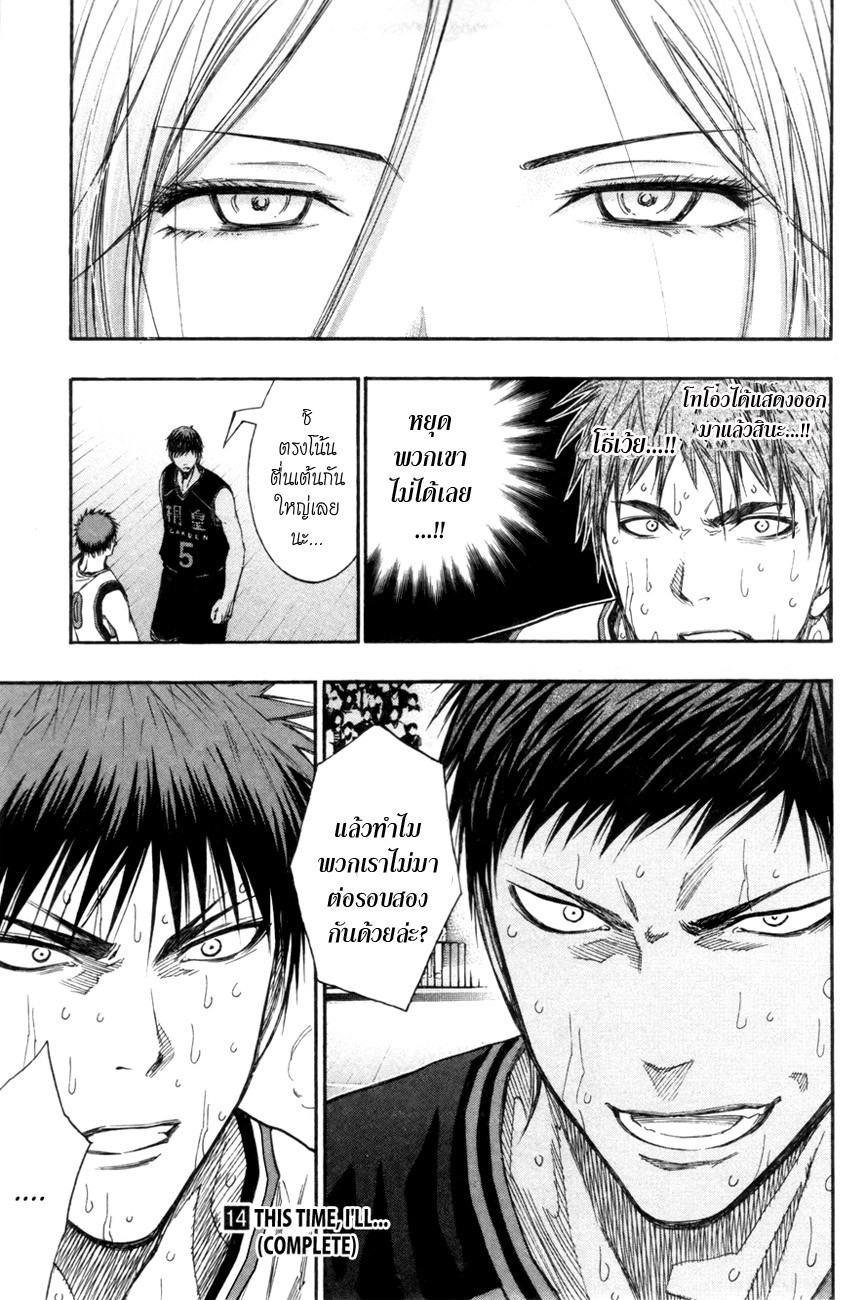 โทโอวได้แสดงออก
มาแล้วสินะ...!!
โธ่เว้ย...!!
หยุด
พวกเขา
ไม่ได้เลย
...!!
ชิ
ตรงโน้น
ตื่นเต้นกัน
ใหญ่เลย
นะ...
桐皇
GAKUEN
5
แล้วทำไม
พวกเราไม่มา
ต่อรอบสอง
กันด้วยล่ะ?
....
14 THIS TIME, I'LL...
(COMPLETE)